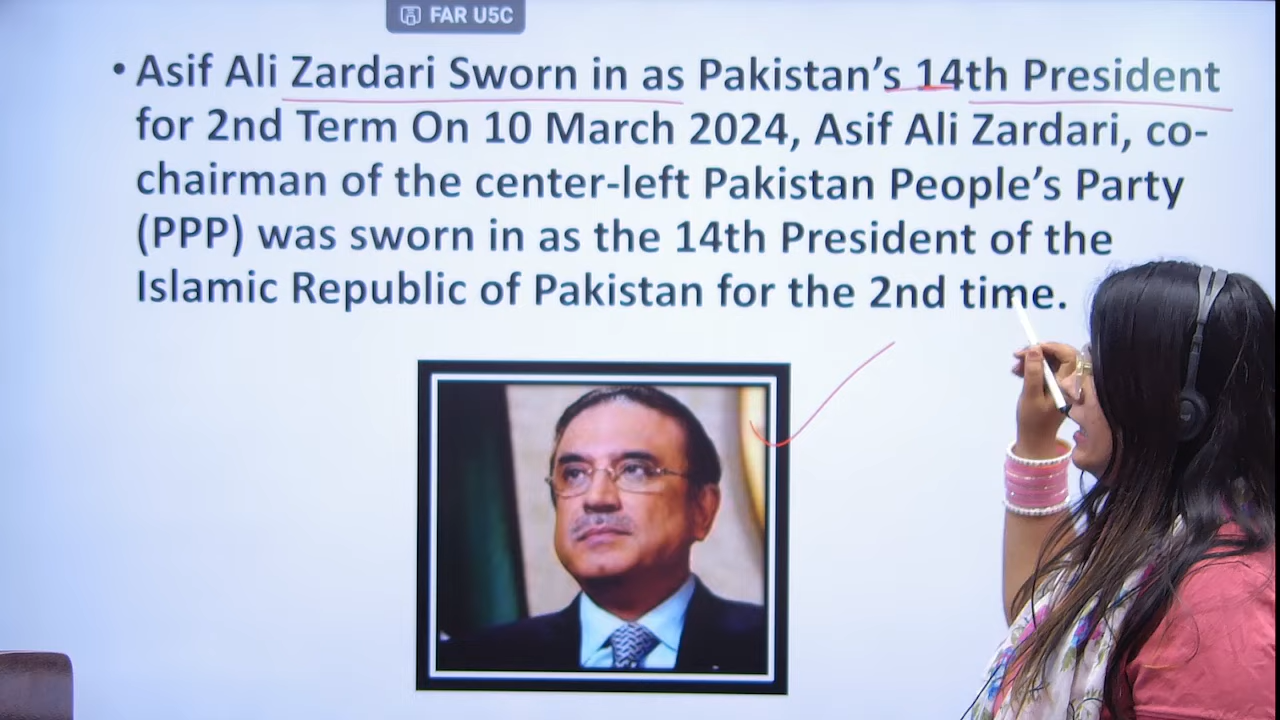 FAR U5C
• Asif Ali Zardari Sworn in as Pakistan's 14th President
for 2nd Term On 10 March 2024, Asif Ali Zardari, co-
chairman of the center-left Pakistan People's Party
(PPP) was sworn in as the 14th President of the
Islamic Republic of Pakistan for the 2nd time.